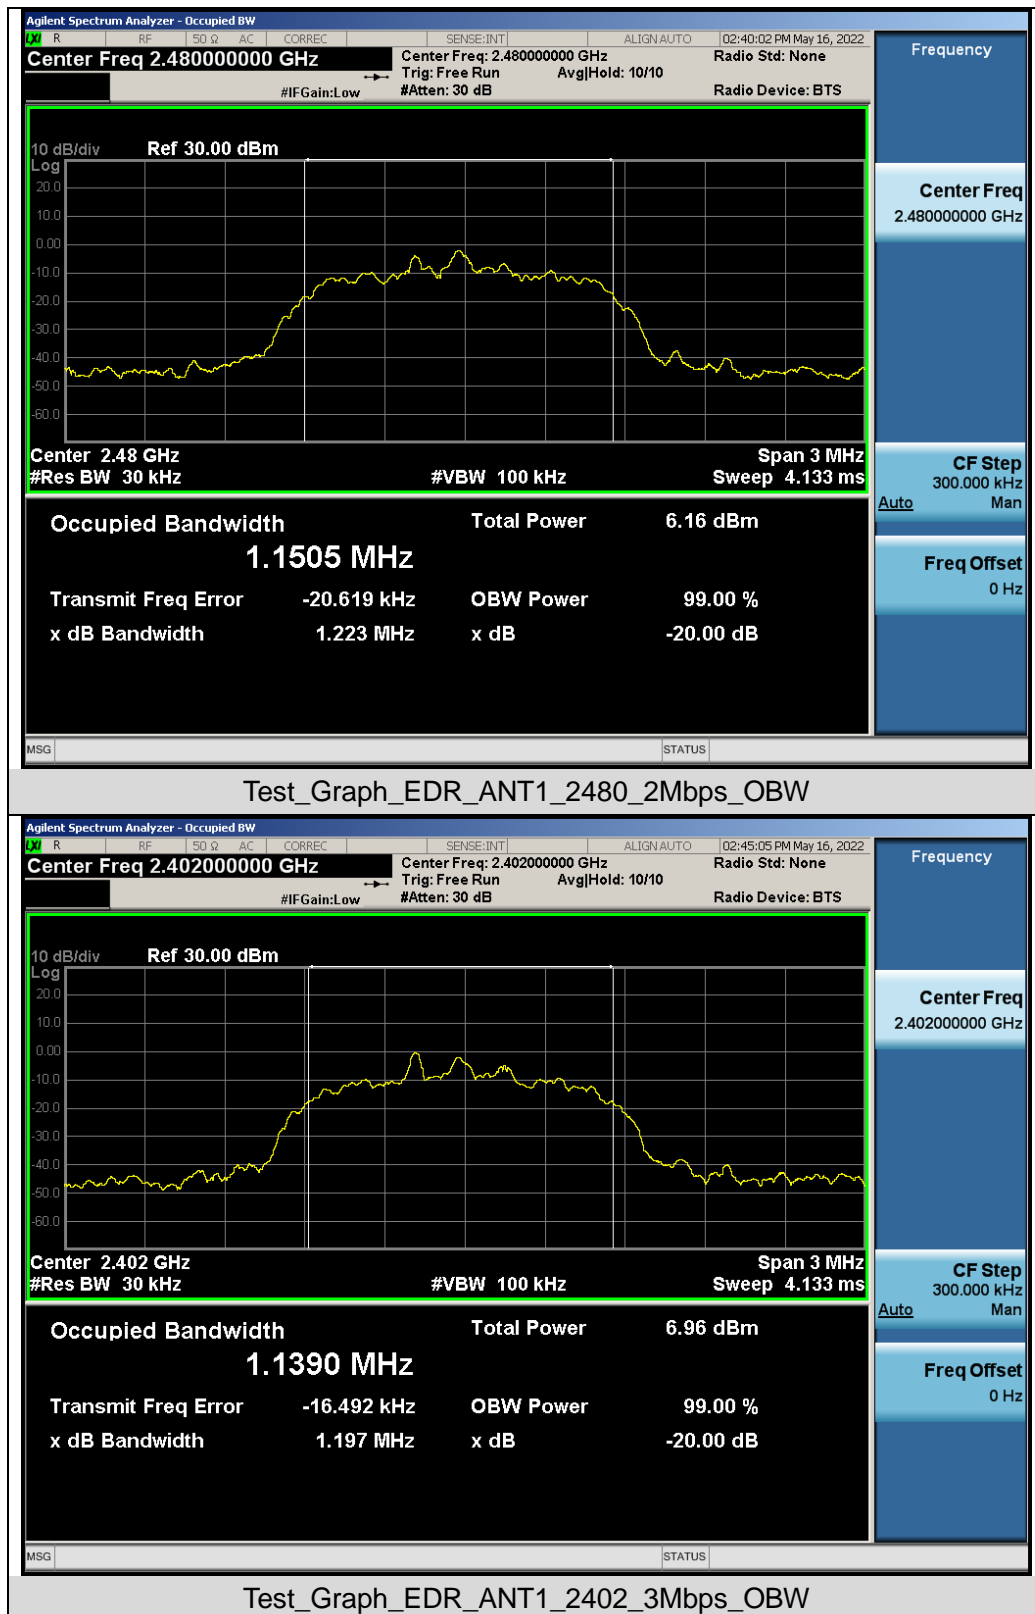 Agilent Spectrum Analyzer - Occupied BW
LXI R RF 50 Ω AC CORREC SENSE:INT ALIGN AUTO 02:40:02 PM May 16, 2022
Center Freq 2.480000000 GHz Center Freq: 2.480000000 GHz Radio Std: None
Trig: Free Run Avg|Hold: 10/10
#IFGain:Low #Atten: 30 dB Radio Device: BTS
Frequency
10 dB/div Ref 30.00 dBm
Log
20.0
10.0
0.00
-10.0
-20.0
-30.0
-40.0
-50.0
-60.0
Center 2.48 GHz Span 3 MHz
#Res BW 30 kHz #VBW 100 kHz Sweep 4.133 ms
Center Freq
2.480000000 GHz
CF Step
300.000 kHz
Auto Man
Freq Offset
0 Hz
Occupied Bandwidth Total Power 6.16 dBm
1.1505 MHz
Transmit Freq Error -20.619 kHz OBW Power 99.00 %
x dB Bandwidth 1.223 MHz x dB -20.00 dB
MSG STATUS
Test_Graph_EDR_ANT1_2480_2Mbps_OBW
Agilent Spectrum Analyzer - Occupied BW
LXI R RF 50 Ω AC CORREC SENSE:INT ALIGN AUTO 02:45:05 PM May 16, 2022
Center Freq 2.402000000 GHz Center Freq: 2.402000000 GHz Radio Std: None
Trig: Free Run Avg|Hold: 10/10
#IFGain:Low #Atten: 30 dB Radio Device: BTS
Frequency
10 dB/div Ref 30.00 dBm
Log
20.0
10.0
0.00
-10.0
-20.0
-30.0
-40.0
-50.0
-60.0
Center 2.402 GHz Span 3 MHz
#Res BW 30 kHz #VBW 100 kHz Sweep 4.133 ms
Center Freq
2.402000000 GHz
CF Step
300.000 kHz
Auto Man
Freq Offset
0 Hz
Occupied Bandwidth Total Power 6.96 dBm
1.1390 MHz
Transmit Freq Error -16.492 kHz OBW Power 99.00 %
x dB Bandwidth 1.197 MHz x dB -20.00 dB
MSG STATUS
Test_Graph_EDR_ANT1_2402_3Mbps_OBW